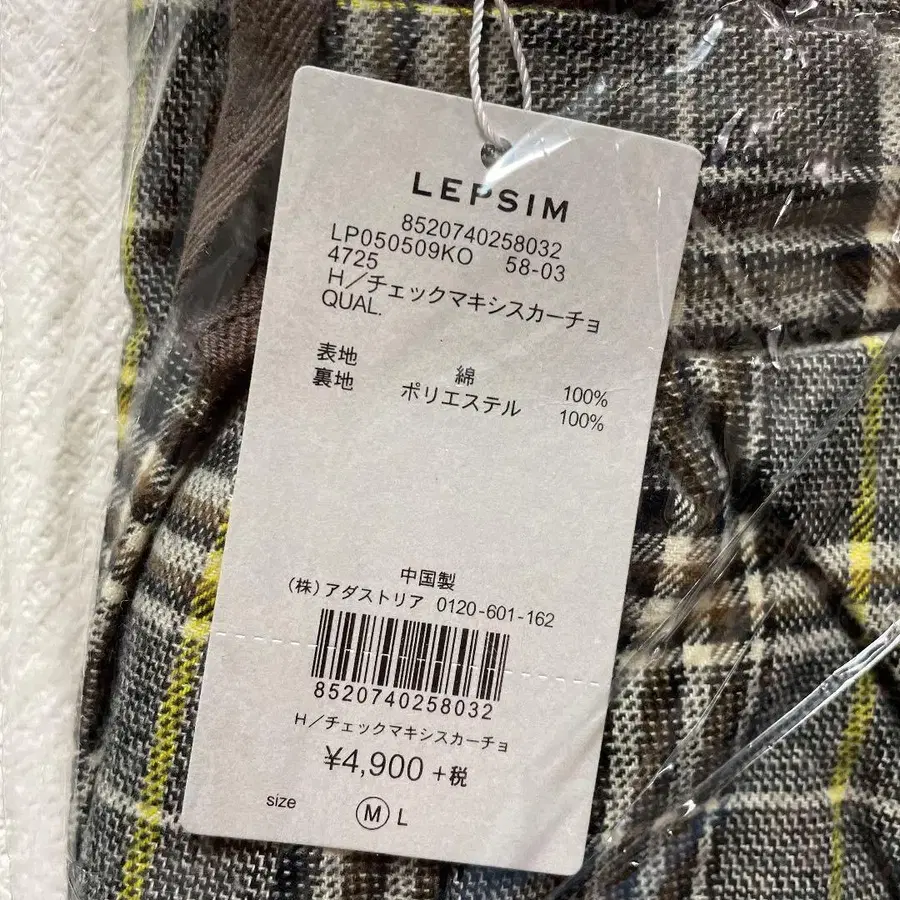 LEPSIM
8520740258032
LP050509KO 58-03
4725
H／チェックマキシスカーチョ
QUAL.
表地 綿 100%
裏地 ポリエステル 100%
中国製
(株)アダストリア 0120-601-162
8520740258032
H／チェックマキシスカーチョ
¥4,900 +税
size M L